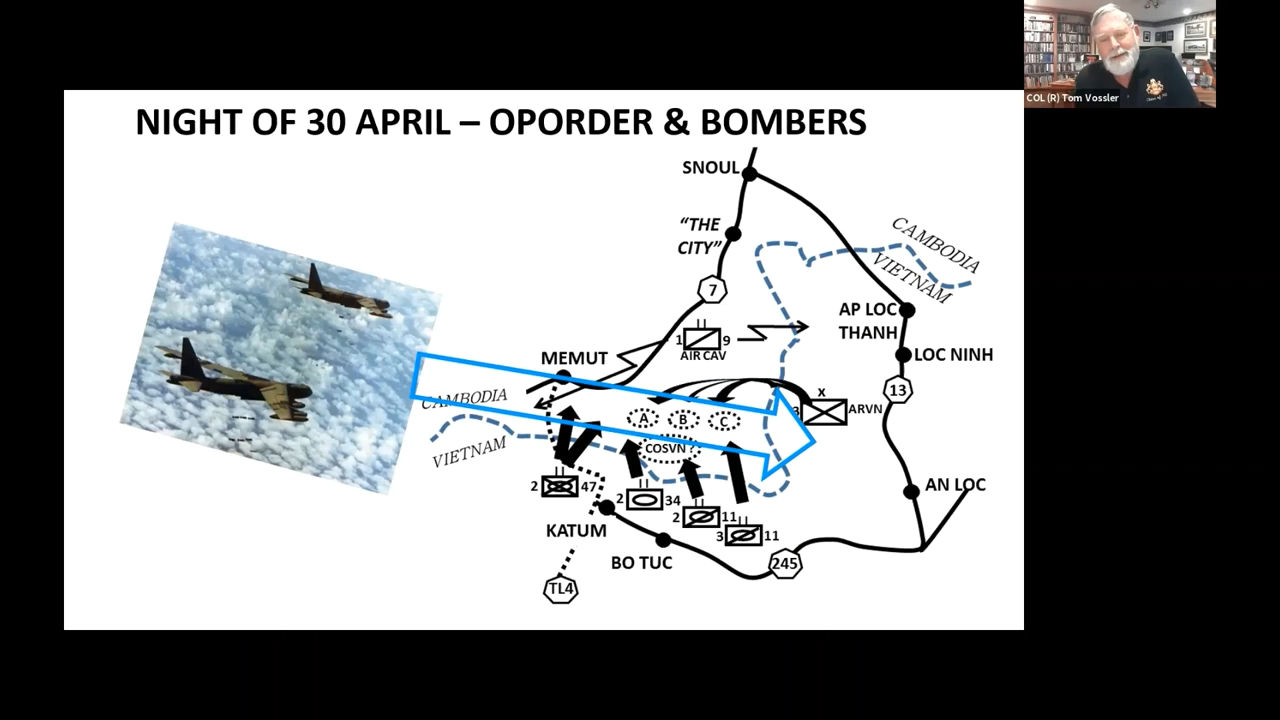 COL (R) Tom Vossler
NIGHT OF 30 APRIL – OPORDER & BOMBERS
SNOUL
“THE
CITY”
CAMBODIA
VIETNAM
7
AP LOC
THANH
1 9
AIR CAV
MEMUT
LOC NINH
13
CAMBODIA
X
3 ARVN
A B C
VIETNAM
COSVN ?
2 47
2 34
AN LOC
2 11
3 11
KATUM
BO TUC
245
TL4